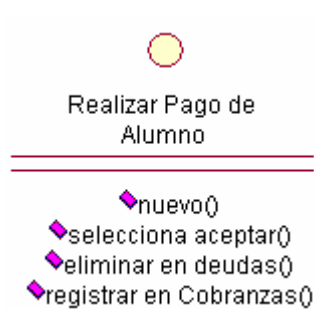 Realizar Pago de
Alumno
nuevo()
selecciona aceptar()
eliminar en deudas()
registrar en Cobranzas()